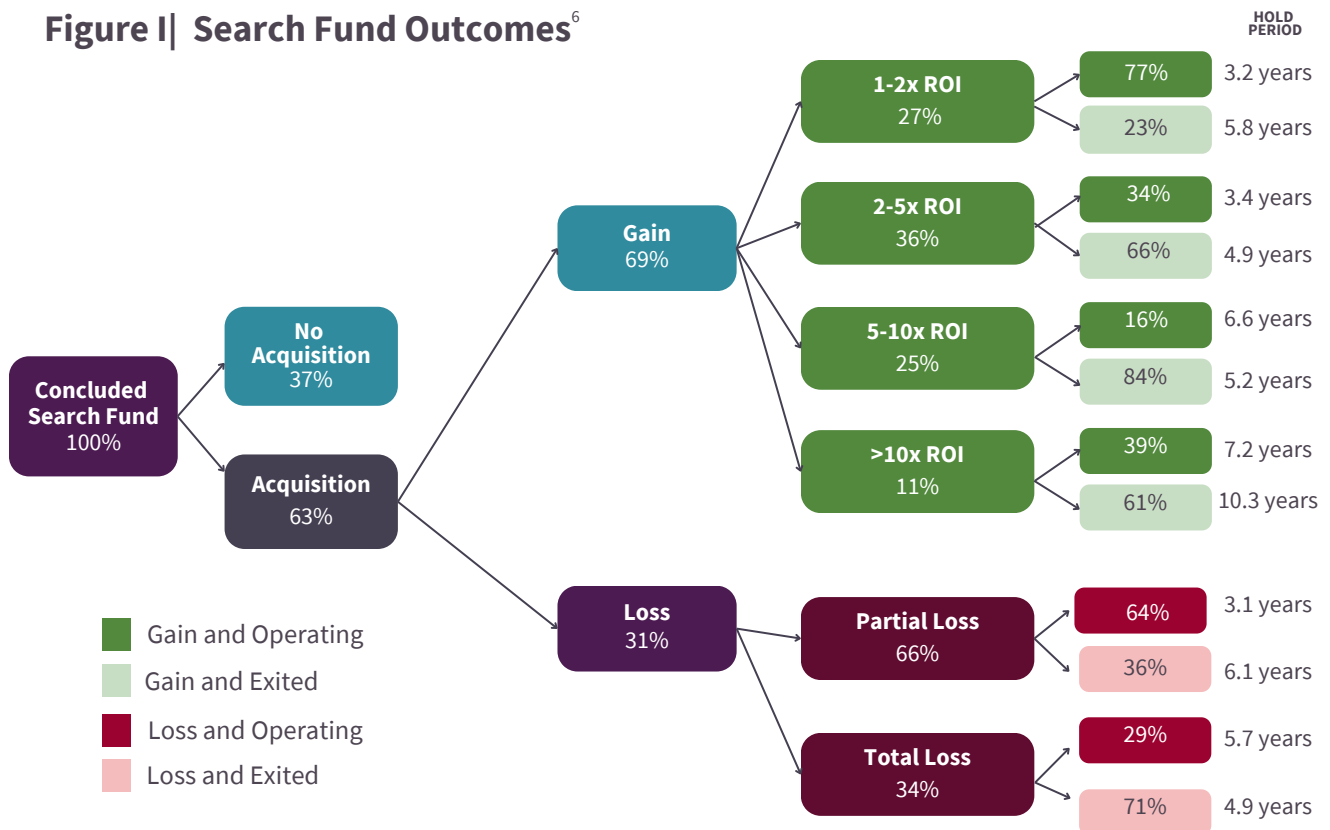 Figure I| Search Fund Outcomes6
HOLD
PERIOD
Concluded
Search Fund
100%
No
Acquisition
37%
Acquisition
63%
Gain
69%
Loss
31%
1-2x ROI
27%
77%
3.2 years
23%
5.8 years
2-5x ROI
36%
34%
3.4 years
66%
4.9 years
5-10x ROI
25%
16%
6.6 years
84%
5.2 years
>10x ROI
11%
39%
7.2 years
61%
10.3 years
Partial Loss
66%
64%
3.1 years
36%
6.1 years
Total Loss
34%
29%
5.7 years
71%
4.9 years
Gain and Operating
Gain and Exited
Loss and Operating
Loss and Exited